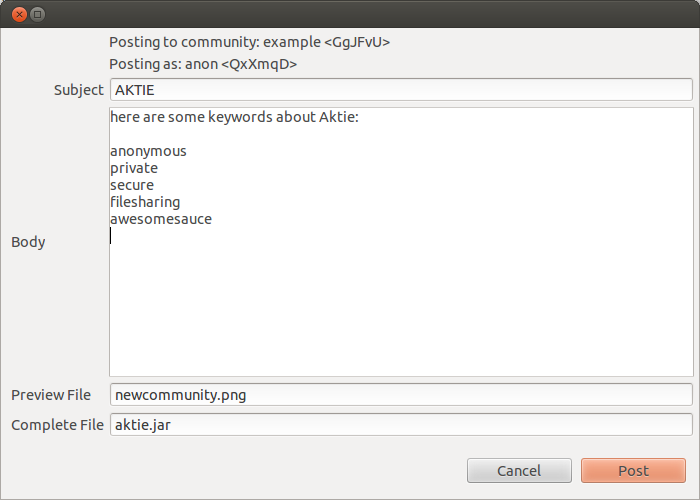 Posting to community: example <GgJFvU>
Posting as: anon <QxXmqD>
Subject AKTIE
here are some keywords about Aktie:
anonymous
private
secure
filesharing
awesomesauce
Body
Preview File newcommunity.png
Complete File aktie.jar
Cancel Post